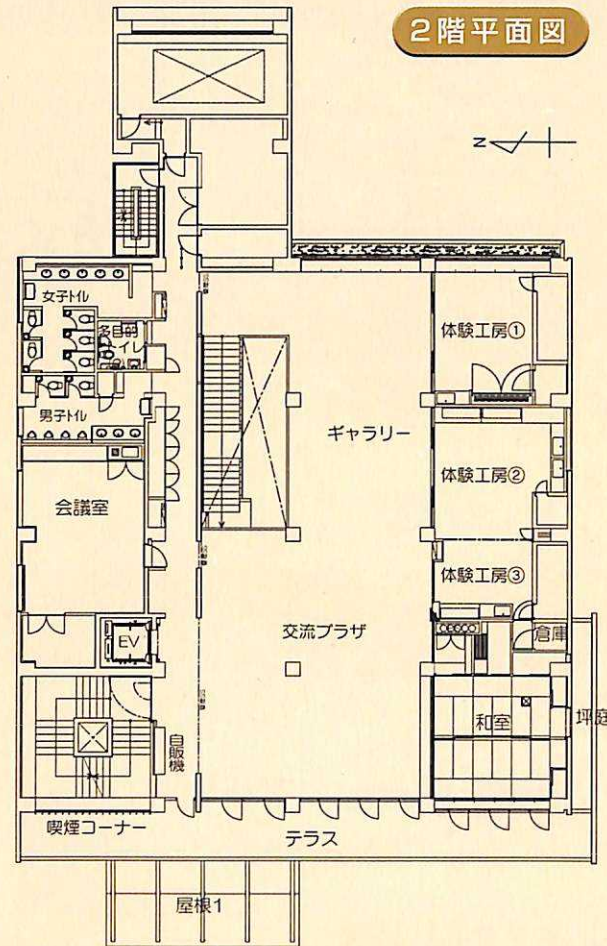 2階平面図
N
女子トイレ
多目的
トイレ
男子トイレ
体験工房①
ギャラリー
体験工房②
会議室
体験工房③
交流プラザ
倉庫
EV
和室
坪庭
自販機
喫煙コーナー
テラス
屋根1